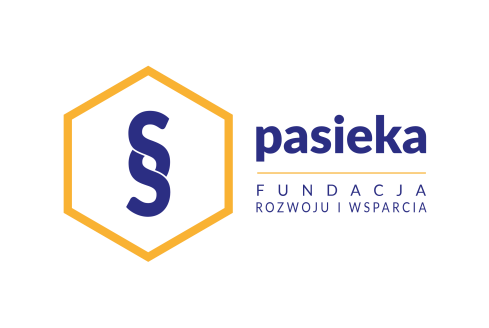 §
pasieka
FUNDACJA
ROZWOJU I WSPARCIA